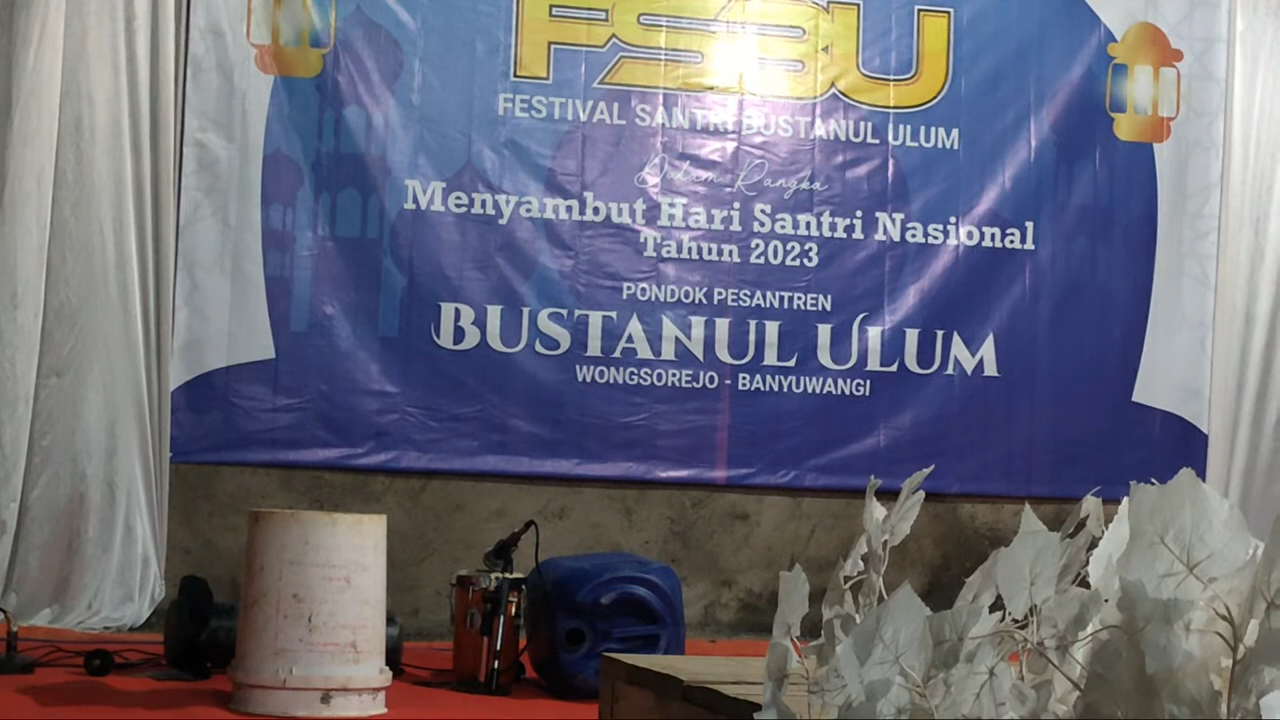 FSBU
FESTIVAL SANTRI BUSTANUL ULUM
Dalam Rangka
Menyambut Hari Santri Nasional
Tahun 2023
PONDOK PESANTREN
BUSTANUL ULUM
WONGSOREJO - BANYUWANGI